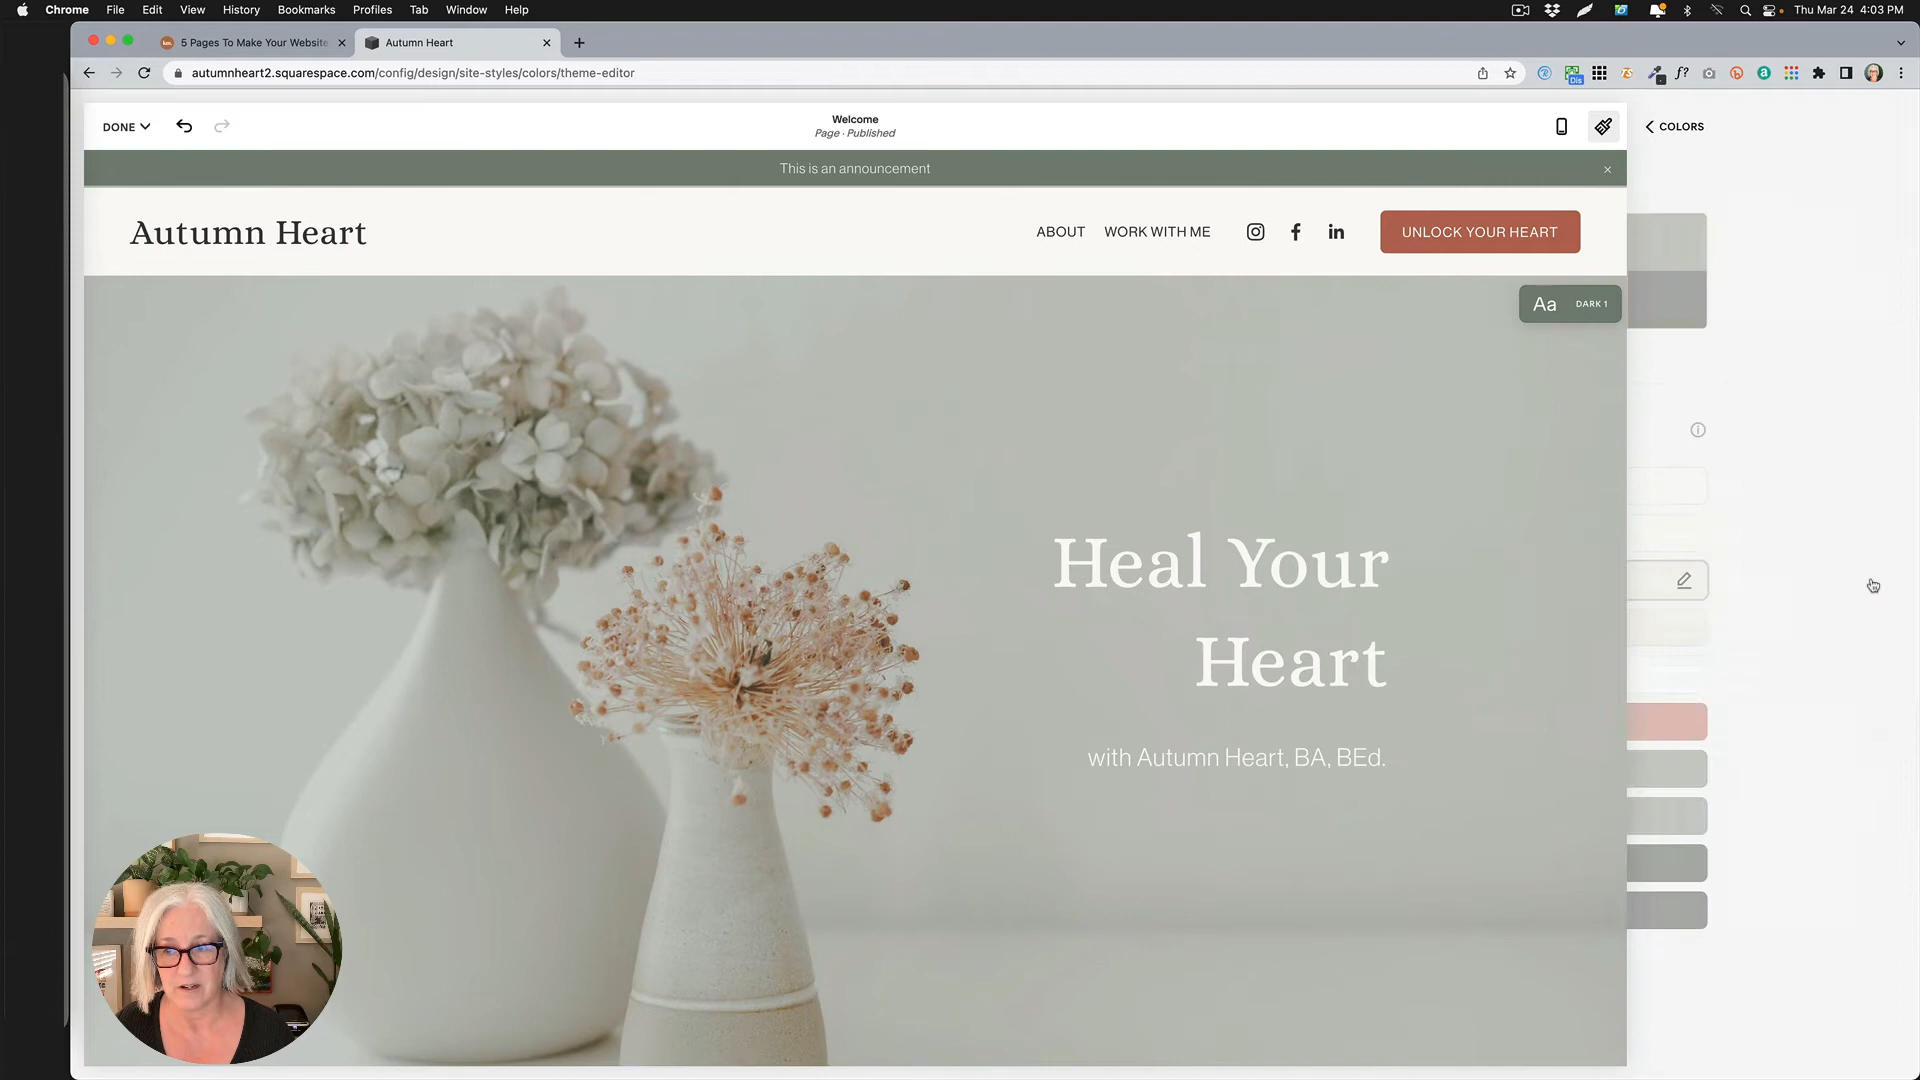 Chrome File Edit View History Bookmarks Profiles Tab Window Help
Thu Mar 24 4:03 PM
5 Pages To Make Your Website
Autumn Heart
autumnheart2.squarespace.com/config/design/site-styles/colors/theme-editor
f?
Dis
DONE
Welcome
Page · Published
COLORS
This is an announcement
Autumn Heart
ABOUT WORK WITH ME
in
UNLOCK YOUR HEART
Aa DARK 1
Heal Your
Heart
with Autumn Heart, BA, BEd.